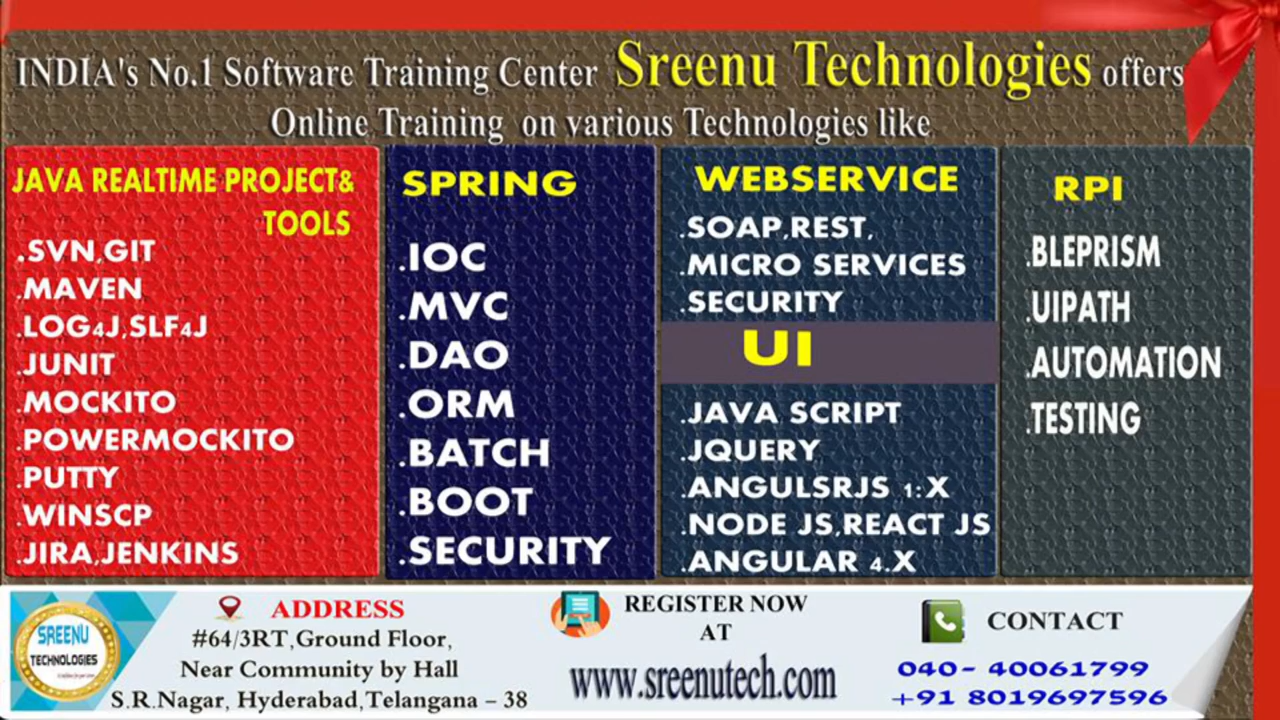 INDIA's No.1 Software Training Center Sreenu Technologies offers
Online Training on various Technologies like
JAVA REALTIME PROJECT&
TOOLS
.SVN,GIT
.MAVEN
.LOG4J,SLF4J
.JUNIT
.MOCKITO
.POWERMOCKITO
.PUTTY
.WINSCP
.JIRA,JENKINS
SPRING
.IOC
.MVC
.DAO
.ORM
.BATCH
.BOOT
.SECURITY
WEBSERVICE
.SOAP,REST,
.MICRO SERVICES
.SECURITY
UI
.JAVA SCRIPT
.JQUERY
.ANGULSRJS 1:X
.NODE JS,REACT JS
.ANGULAR 4.X
RPI
.BLEPRISM
.UIPATH
.AUTOMATION
.TESTING
SREENU
TECHNOLOGIES
ADDRESS
#64/3RT,Ground Floor,
Near Community by Hall
S.R.Nagar, Hyderabad,Telangana – 38
REGISTER NOW
AT
www.sreenutech.com
CONTACT
040- 40061799
+91 8019697596